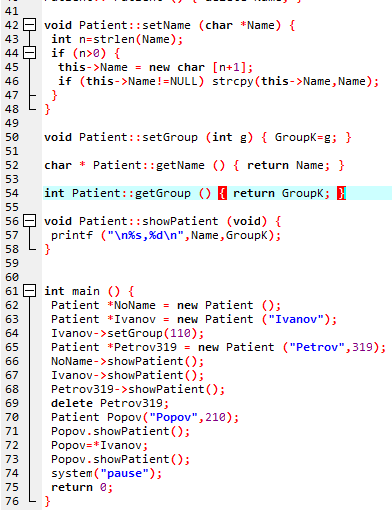 41
42 void Patient::setName (char *Name) {
43 int n=strlen(Name);
44 if (n>0) {
45 this->Name = new char [n+1];
46 if (this->Name!=NULL) strcpy(this->Name,Name);
47 }
48 }
49
50 void Patient::setGroup (int g) { GroupK=g; }
51
52 char * Patient::getName () { return Name; }
53
54 int Patient::getGroup () { return GroupK; }
55
56 void Patient::showPatient (void) {
57 printf ("\n%s,%d\n",Name,GroupK);
58 }
59
60
61 int main () {
62 Patient *NoName = new Patient ();
63 Patient *Ivanov = new Patient ("Ivanov");
64 Ivanov->setGroup(110);
65 Patient *Petrov319 = new Patient ("Petrov",319);
66 NoName->showPatient();
67 Ivanov->showPatient();
68 Petrov319->showPatient();
69 delete Petrov319;
70 Patient Popov("Popov",210);
71 Popov.showPatient();
72 Popov=*Ivanov;
73 Popov.showPatient();
74 system("pause");
75 return 0;
76 }